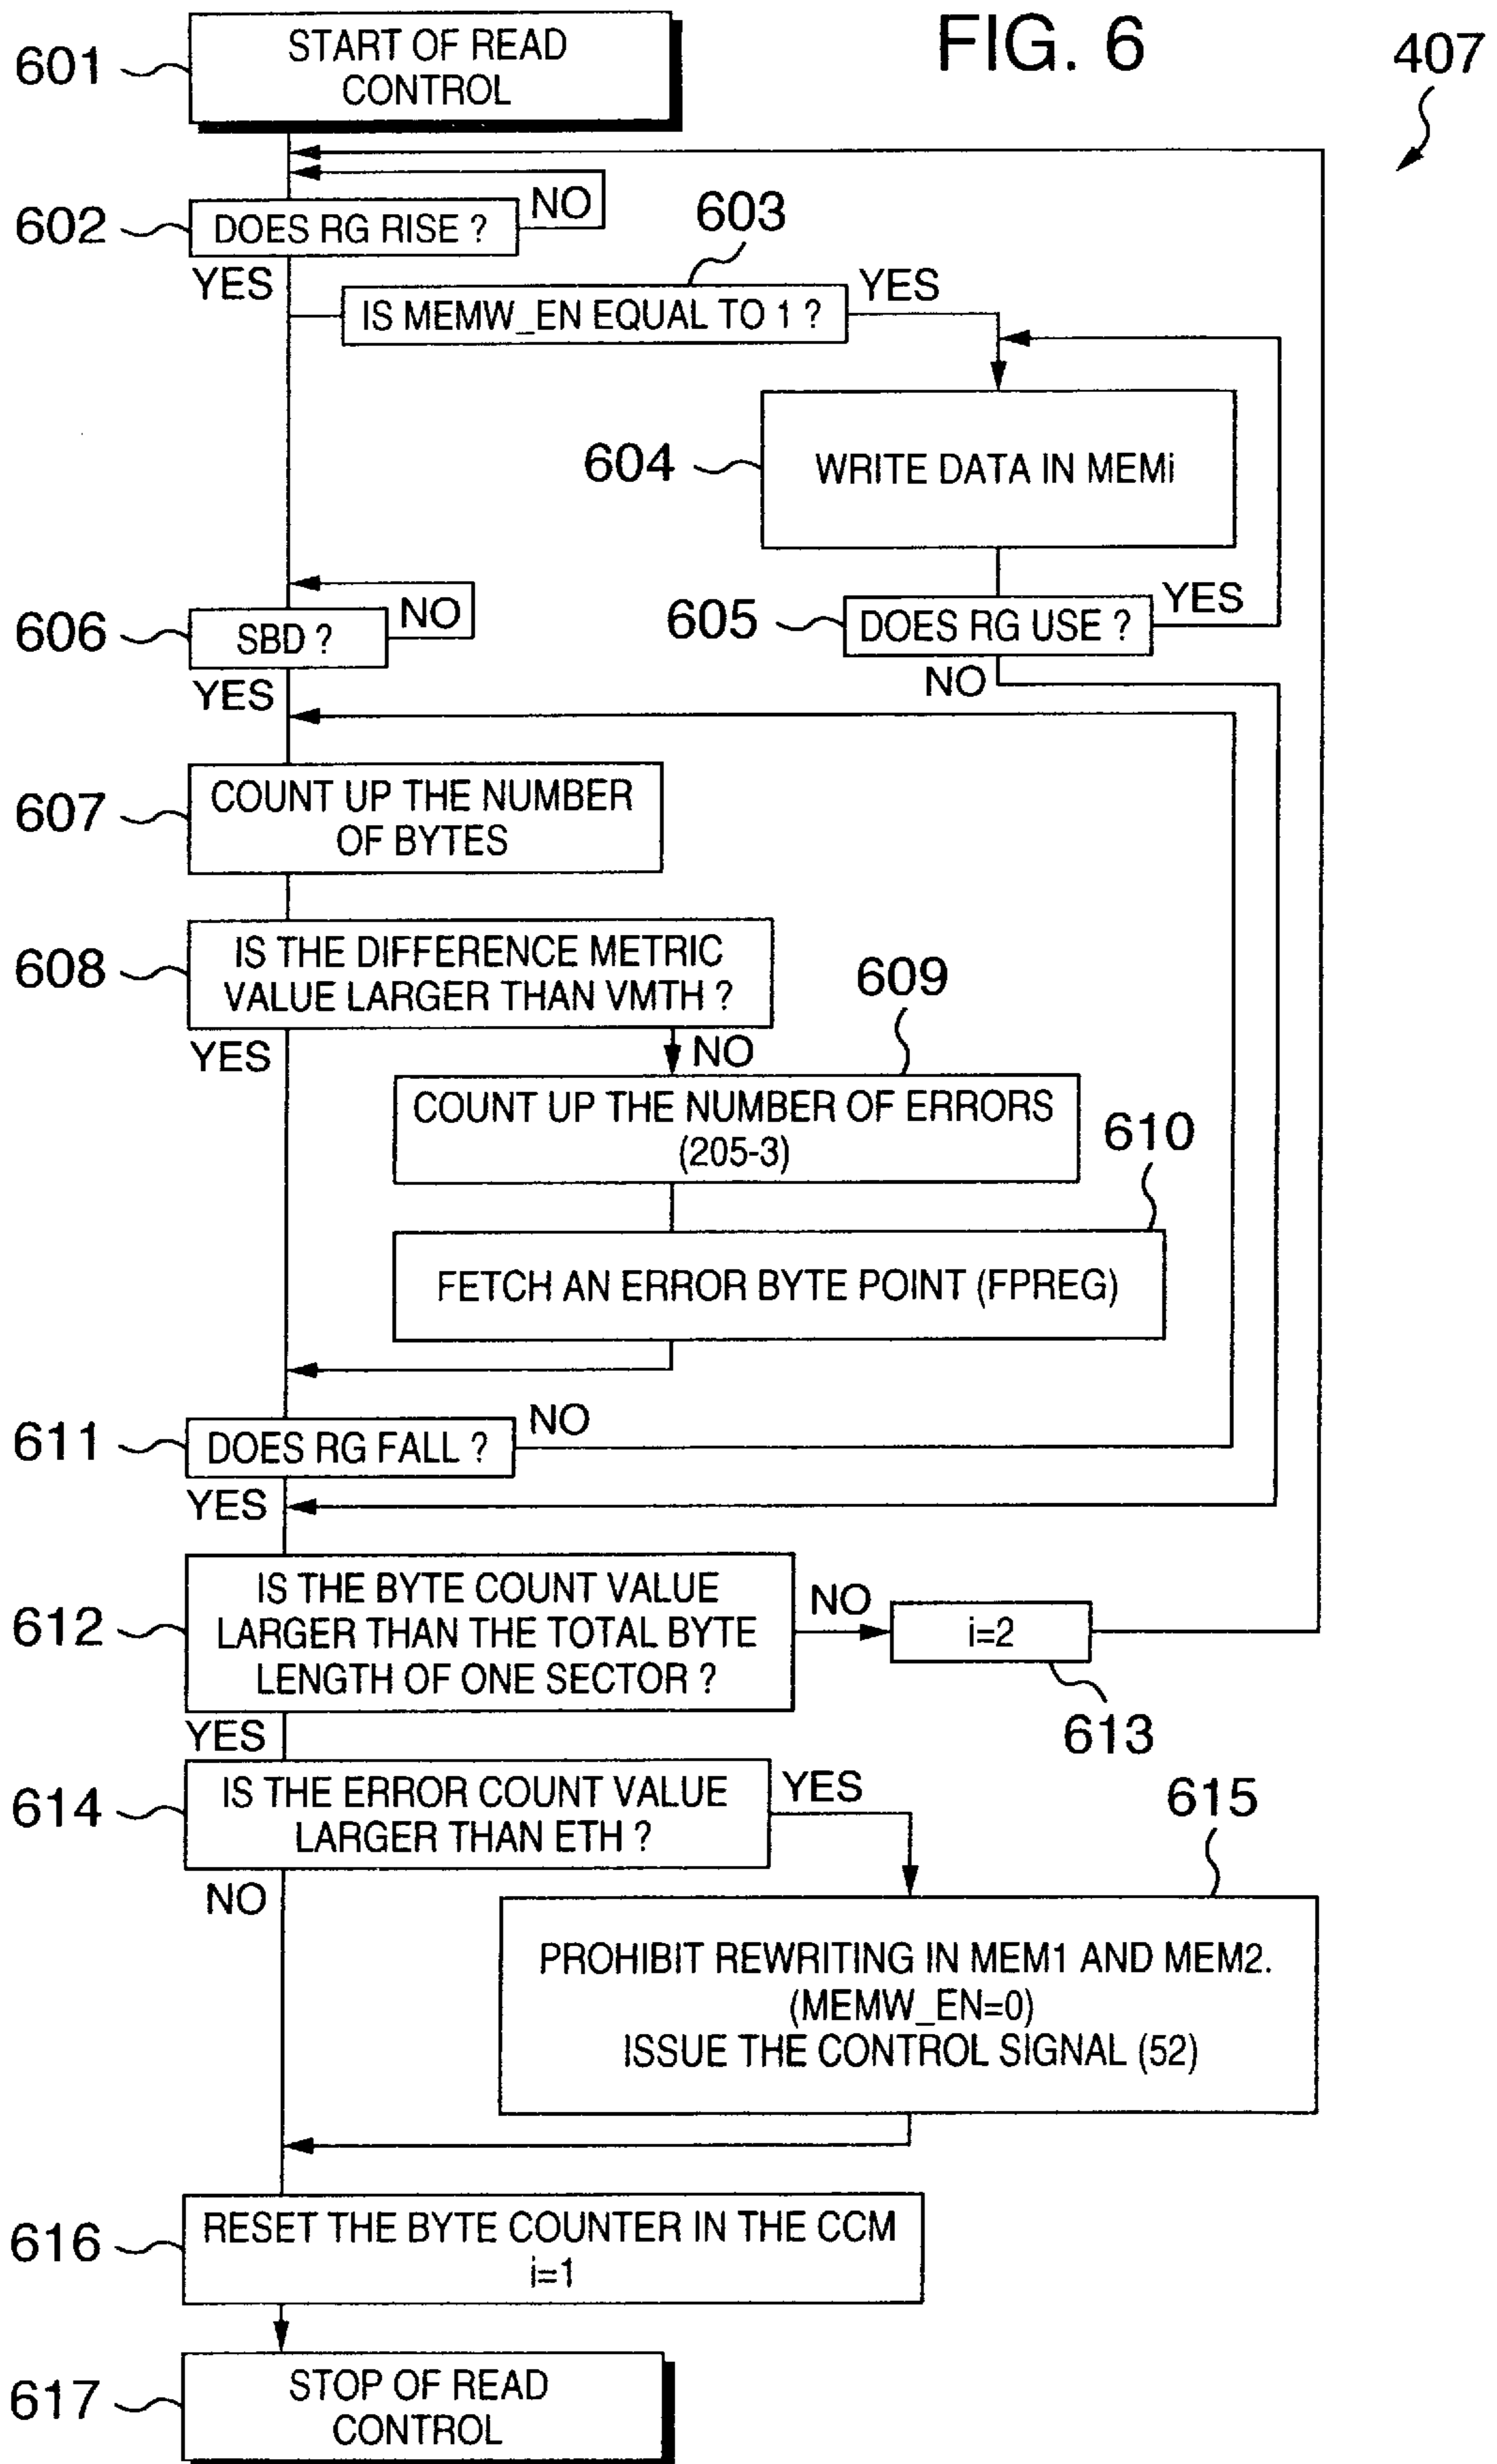 FIG. 6
407
601
START OF READ
CONTROL
602
DOES RG RISE ?
NO
YES
603
IS MEMW_EN EQUAL TO 1 ?
YES
604
WRITE DATA IN MEMi
605
DOES RG USE ?
YES
NO
606
SBD ?
NO
YES
607
COUNT UP THE NUMBER
OF BYTES
608
IS THE DIFFERENCE METRIC
VALUE LARGER THAN VMTH ?
YES
NO
609
COUNT UP THE NUMBER OF ERRORS
(205-3)
610
FETCH AN ERROR BYTE POINT (FPREG)
611
DOES RG FALL ?
NO
YES
612
IS THE BYTE COUNT VALUE
LARGER THAN THE TOTAL BYTE
LENGTH OF ONE SECTOR ?
NO
i=2
613
YES
614
IS THE ERROR COUNT VALUE
LARGER THAN ETH ?
YES
NO
615
PROHIBIT REWRITING IN MEM1 AND MEM2.
(MEMW_EN=0)
ISSUE THE CONTROL SIGNAL (52)
616
RESET THE BYTE COUNTER IN THE CCM
i=1
617
STOP OF READ
CONTROL